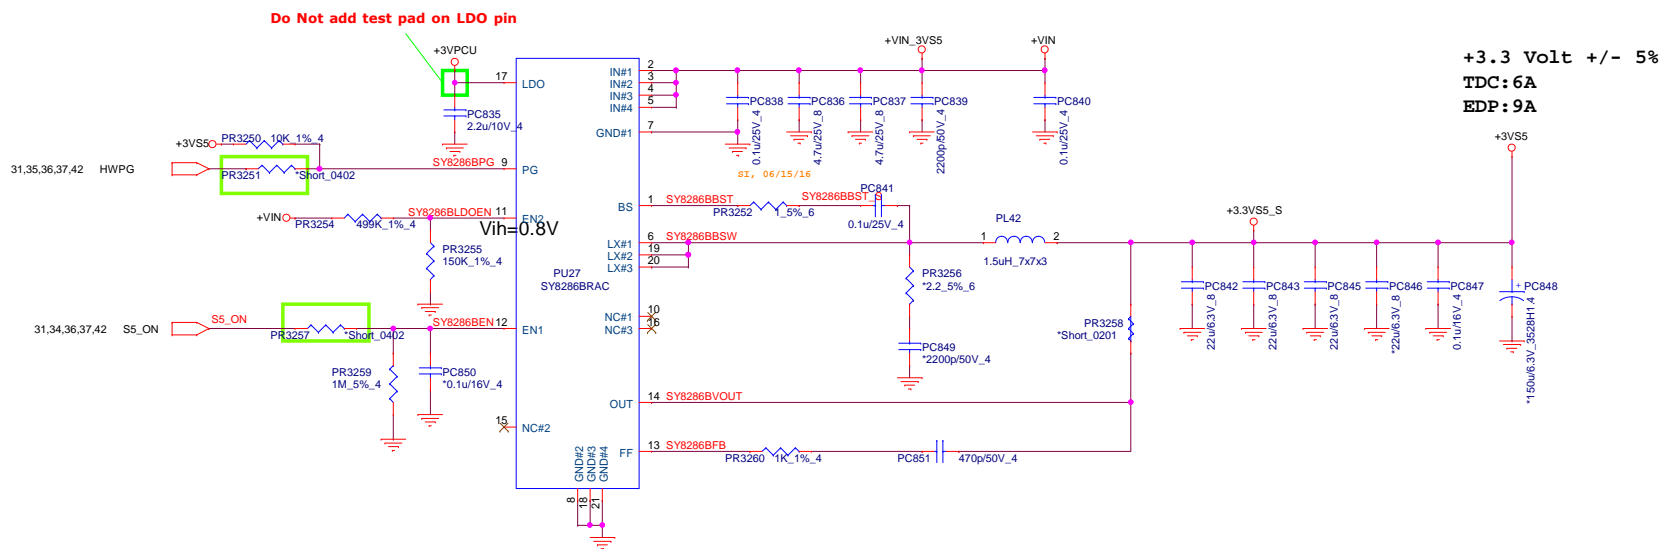 Do Not add test pad on LDO pin
+3VPCU
17
LDO
PC835
2.2u/10V_4
+3VS5
PR3250
10K_1%_4
31,35,36,37,42
HWPG
PR3251
*Short_0402
SY8286BPG
9
PG
+VIN
PR3254
499K_1%_4
SY8286BLDOEN
11
EN2
Vih=0.8V
PR3255
150K_1%_4
PU27
SY8286BRAC
31,34,36,37,42
S5_ON
S5_ON
PR3257
*Short_0402
SY8286BEN
12
EN1
PR3259
1M_5%_4
PC850
*0.1u/16V_4
15
NC#2
GND#2
GND#3
GND#4
8
18
21
IN#1
2
IN#2
3
IN#3
4
IN#4
5
GND#1
7
+VIN_3VS5
+VIN
PC838
0.1u/25V_4
PC836
4.7u/25V_8
PC837
4.7u/25V_8
PC839
2200p/50V_4
PC840
0.1u/25V_4
SI, 06/15/16
BS
1
SY8286BBST
PR3252
1_5%_6
SY8286BBST_S
PC841
0.1u/25V_4
LX#1
6
SY8286BBSW
LX#2
19
LX#3
20
PL42
1
2
1.5uH_7x7x3
PR3256
*2.2_5%_6
PC849
*2200p/50V_4
NC#1
10
NC#3
16
PR3258
*Short_0201
OUT
14
SY8286BVOUT
FF
13
SY8286BFB
PR3260
1K_1%_4
PC851
470p/50V_4
+3.3VS5_S
PC842
22u/6.3V_8
PC843
22u/6.3V_8
PC845
22u/6.3V_8
PC846
*22u/6.3V_8
PC847
0.1u/16V_4
+
PC848
*150u/6.3V_3528H1.4
+3VS5
+3.3 Volt +/- 5%
TDC:6A
EDP:9A